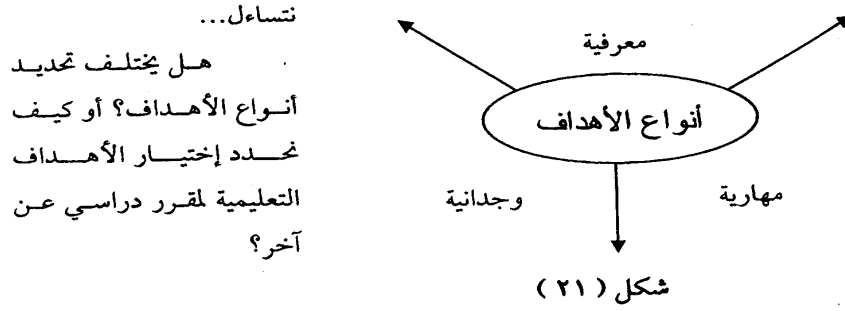 نتساءل...
هل يختلف تحديد
أنواع الأهداف؟ أو كيف
نحدد إختيار الأهداف
التعليمية لمقرر دراسي عن
آخر؟
معرفية
أنواع الأهداف
مهارية
وجدانية
شكل ( ٢١ )